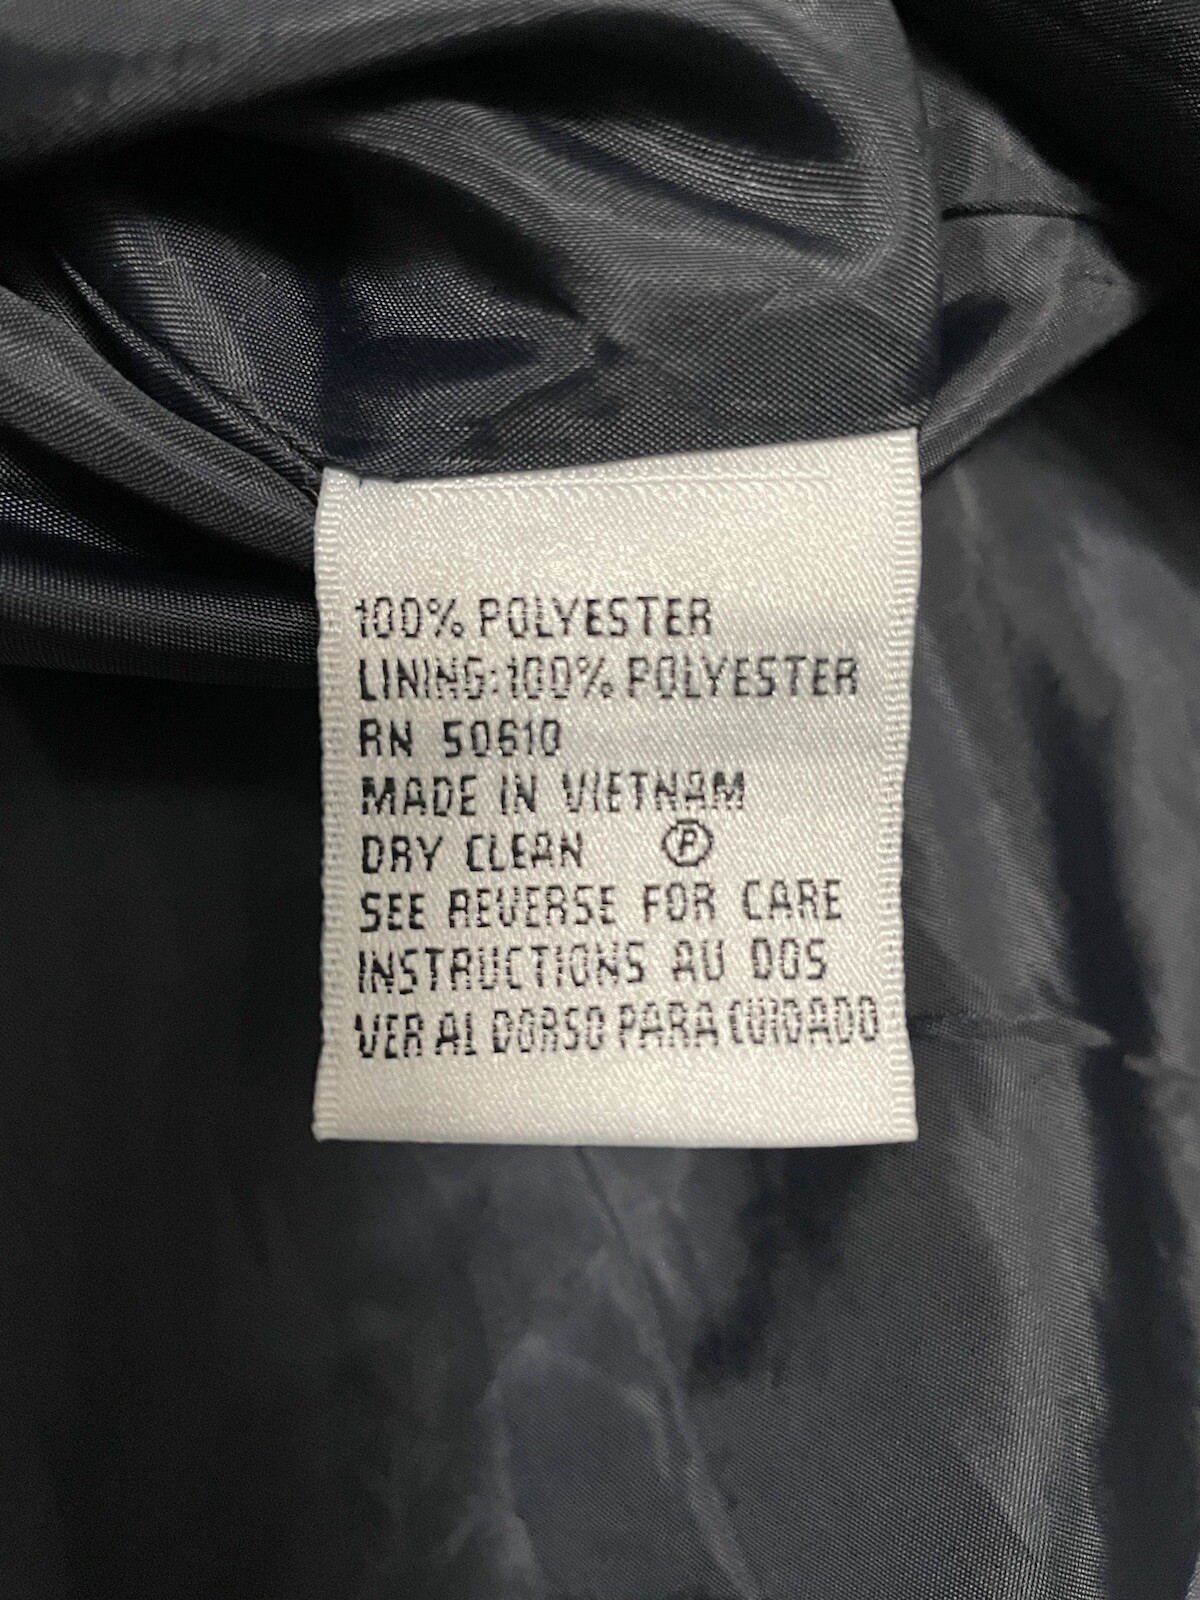 100% POLYESTER
LINING:100% POLYESTER
RN 50610
MADE IN VIETNAM
DRY CLEAN Ⓟ
SEE REVERSE FOR CARE
INSTRUCTIONS AU DOS
VER AL DORSO PARA CUIDADO